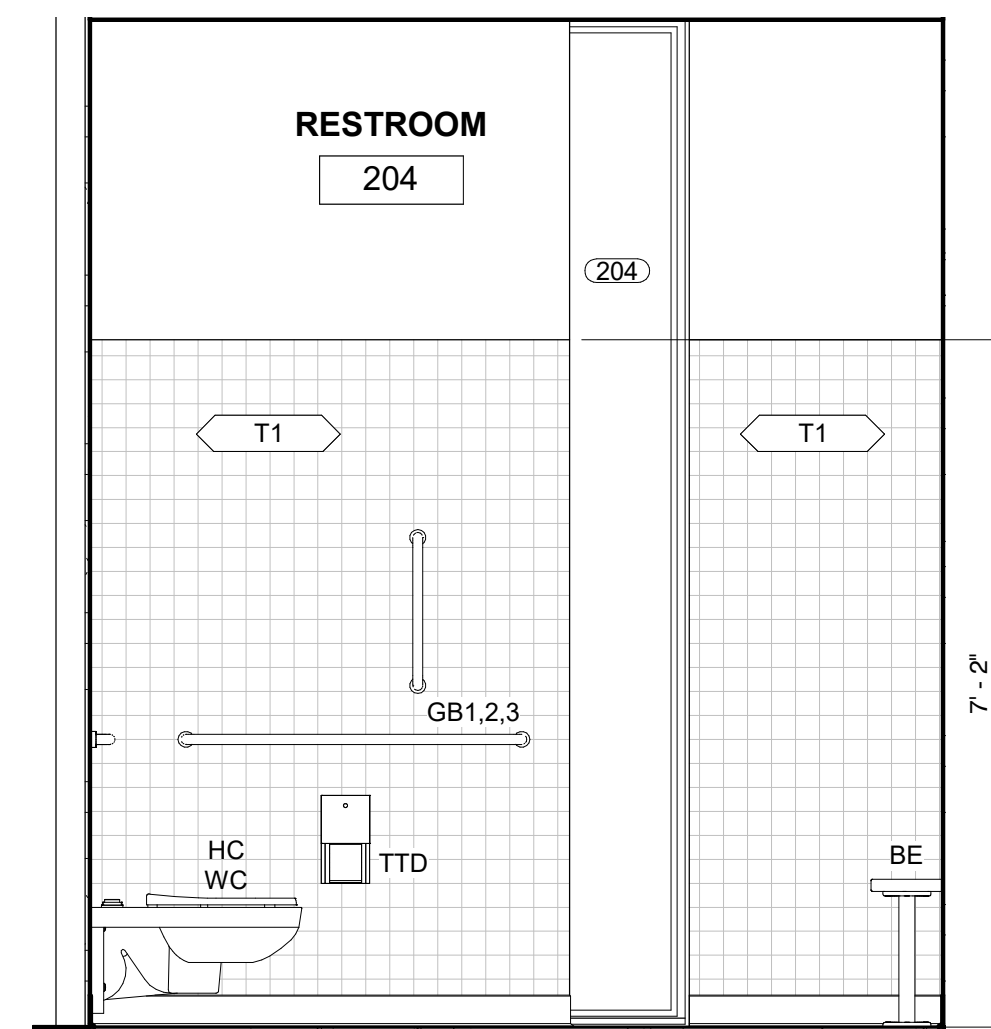 RESTROOM
204
204
T1
T1
GB1,2,3
7' - 2"
HC
WC
TTD
BE